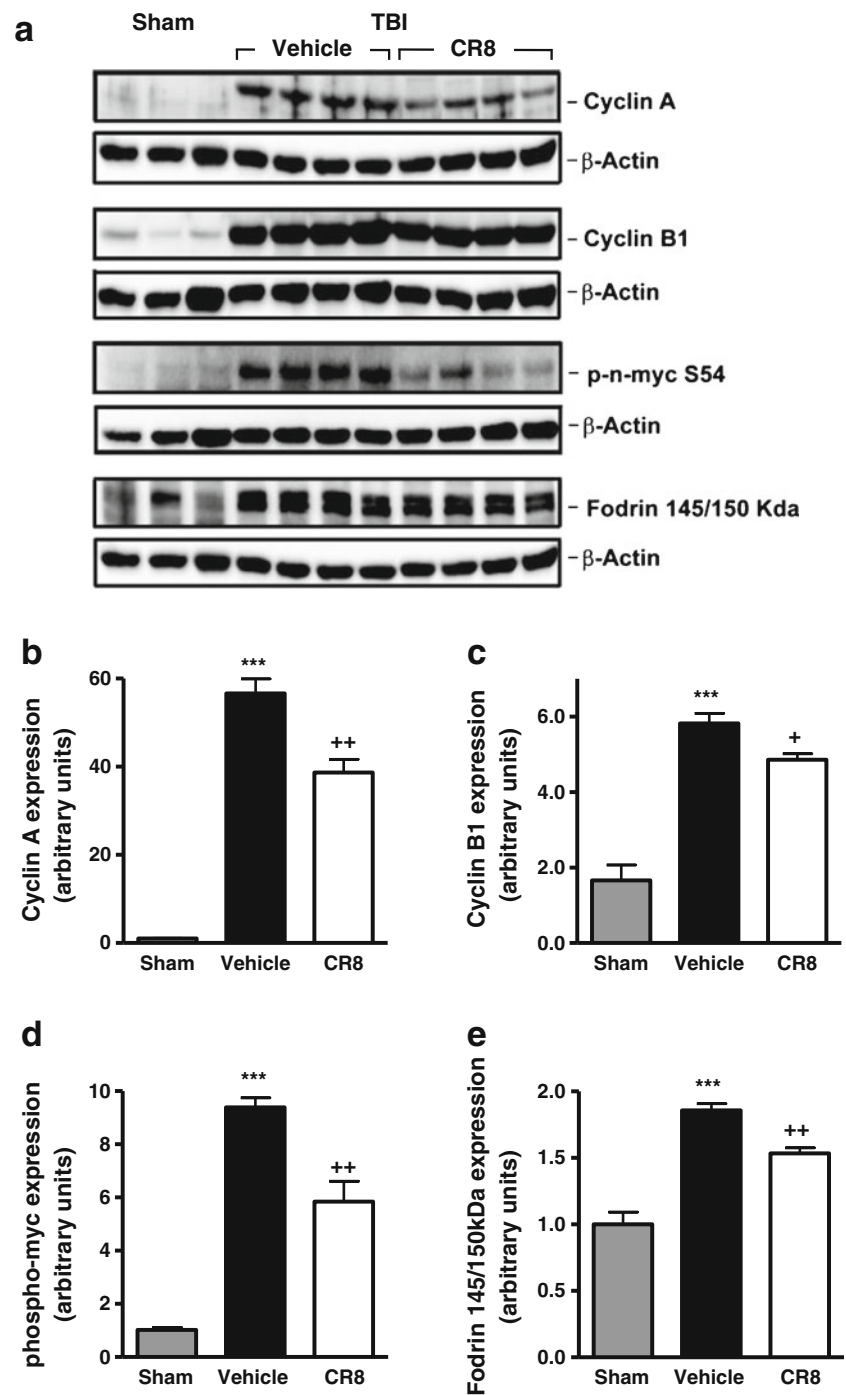 a
Sham
TBI
Vehicle
CR8
Cyclin A
β-Actin
Cyclin B1
β-Actin
p-n-myc S54
β-Actin
Fodrin 145/150 Kda
β-Actin
b
Cyclin A expression
(arbitrary units)
60
40
20
0
***
++
Sham Vehicle CR8
c
Cyclin B1 expression
(arbitrary units)
6.0
4.0
2.0
0.0
***
+
Sham Vehicle CR8
d
phospho-myc expression
(arbitrary units)
10
8
6
4
2
0
***
++
Sham Vehicle CR8
e
Fodrin 145/150kDa expression
(arbitrary units)
2.0
1.5
1.0
0.5
0.0
***
++
Sham Vehicle CR8